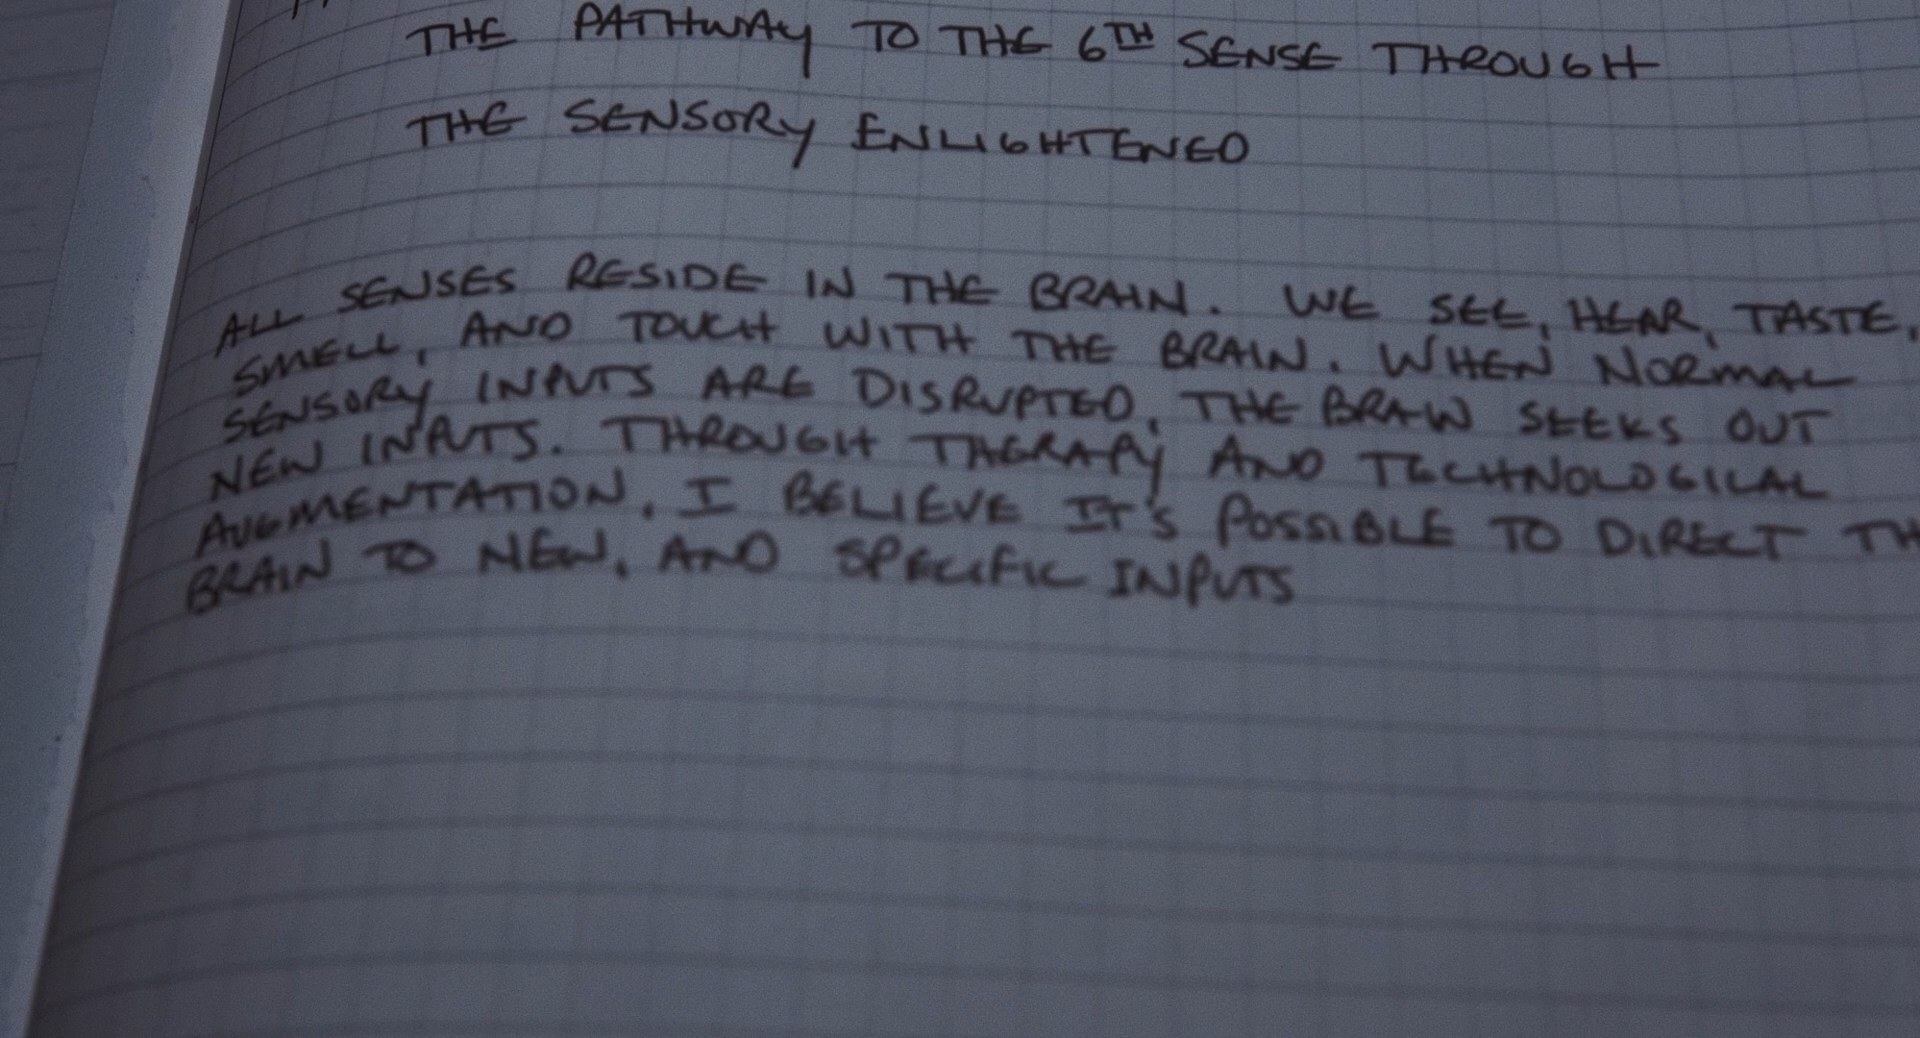 THE PATHWAY TO THE 6TH SENSE THROUGH
THE SENSORY ENLIGHTENED
ALL SENSES RESIDE IN THE BRAIN. WE SEE, HEAR, TASTE,
SMELL, AND TOUCH WITH THE BRAIN. WHEN NORMAL
SENSORY INPUTS ARE DISRUPTED, THE BRAIN SEEKS OUT
NEW INPUTS. THROUGH THERAPY AND TECHNOLOGICAL
AUGMENTATION, I BELIEVE IT'S POSSIBLE TO DIRECT TH
BRAIN TO NEW, AND SPECIFIC INPUTS